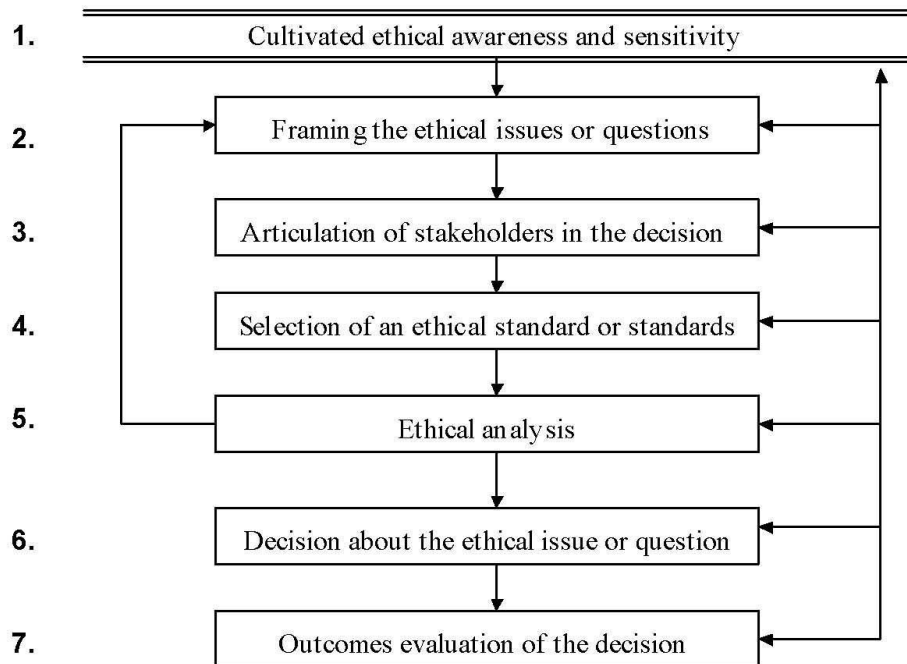 1. Cultivated ethical awareness and sensitivity
2. Framing the ethical issues or questions
3. Articulation of stakeholders in the decision
4. Selection of an ethical standard or standards
5. Ethical analysis
6. Decision about the ethical issue or question
7. Outcomes evaluation of the decision